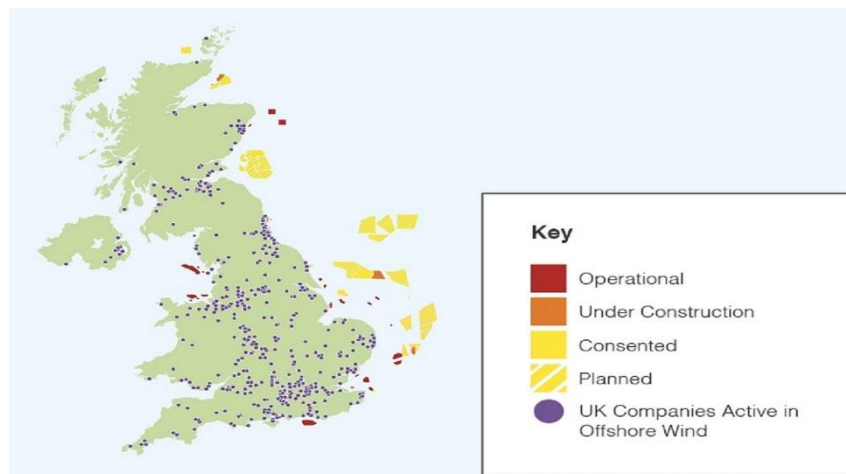 Key
Operational
Under Construction
Consented
Planned
UK Companies Active in
Offshore Wind